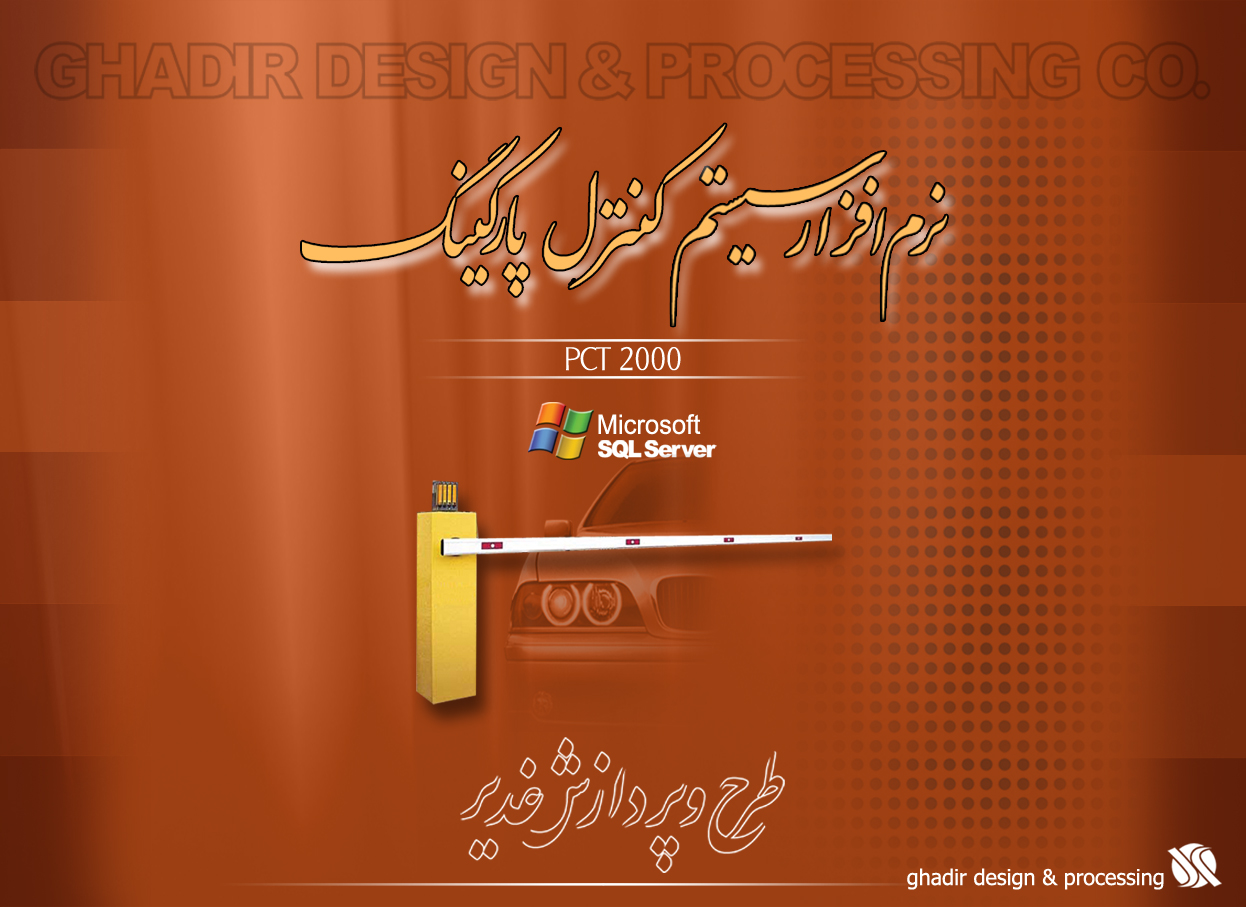 GHADIR DESIGN & PROCESSING CO.
نرم افزار سیستم کنترل پارکینگ
PCT 2000
Microsoft
SQL Server
طرح و پردازش غدیر
ghadir design & processing